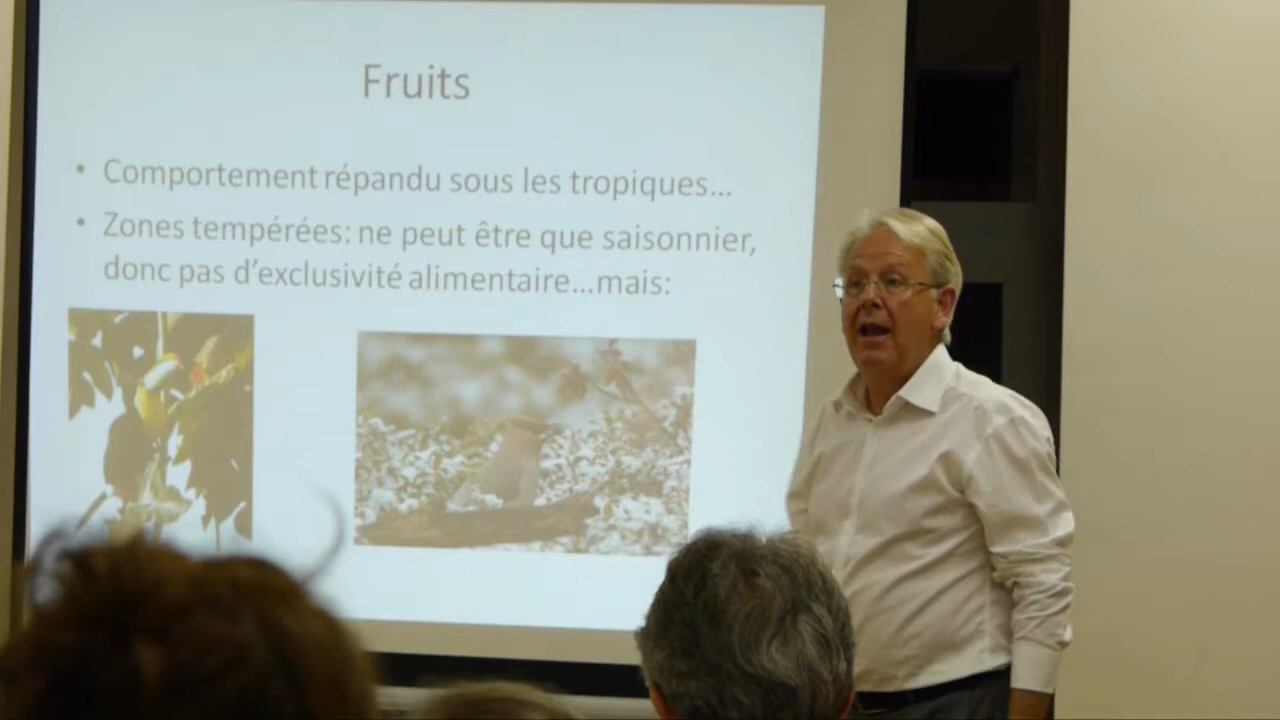 Fruits
• Comportement répandu sous les tropiques...
• Zones tempérées: ne peut être que saisonnier,
donc pas d'exclusivité alimentaire...mais: